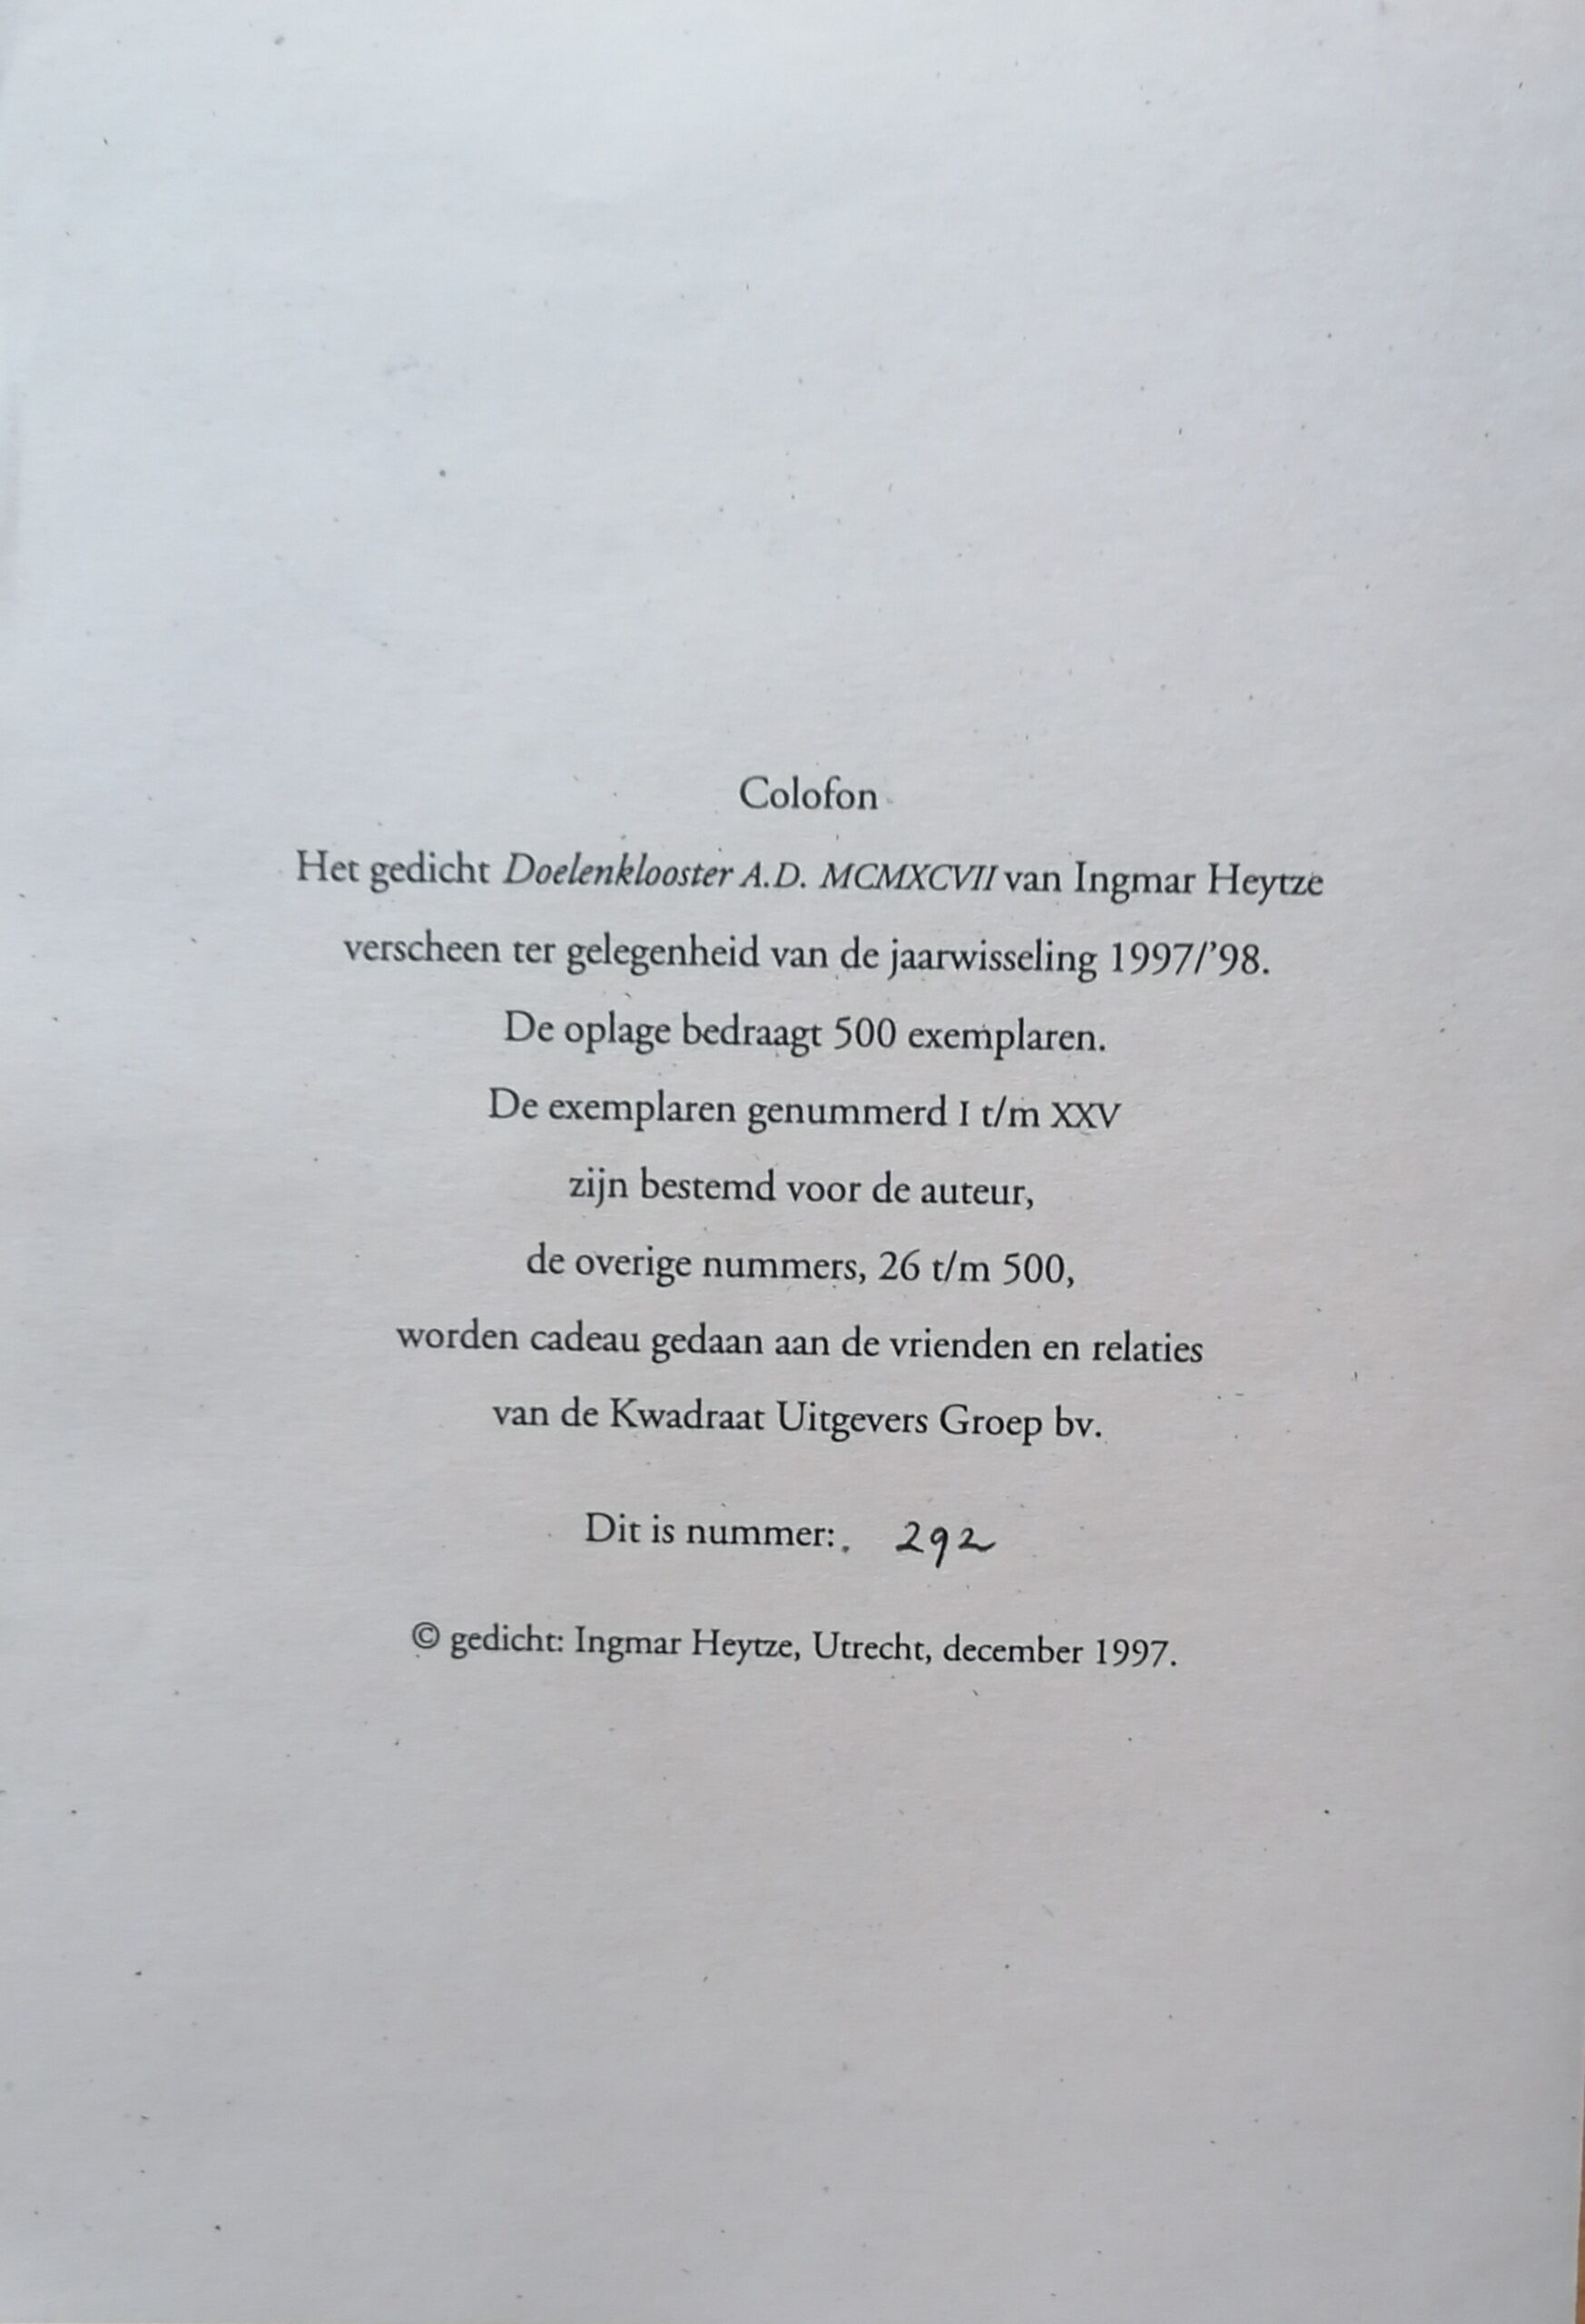 Colofon
Het gedicht Doelenklooster A.D. MCMXCVII van Ingmar Heytze
verscheen ter gelegenheid van de jaarwisseling 1997/'98.
De oplage bedraagt 500 exemplaren.
De exemplaren genummerd I t/m XXV
zijn bestemd voor de auteur,
de overige nummers, 26 t/m 500,
worden cadeau gedaan aan de vrienden en relaties
van de Kwadraat Uitgevers Groep bv.
Dit is nummer: 292
© gedicht: Ingmar Heytze, Utrecht, december 1997.